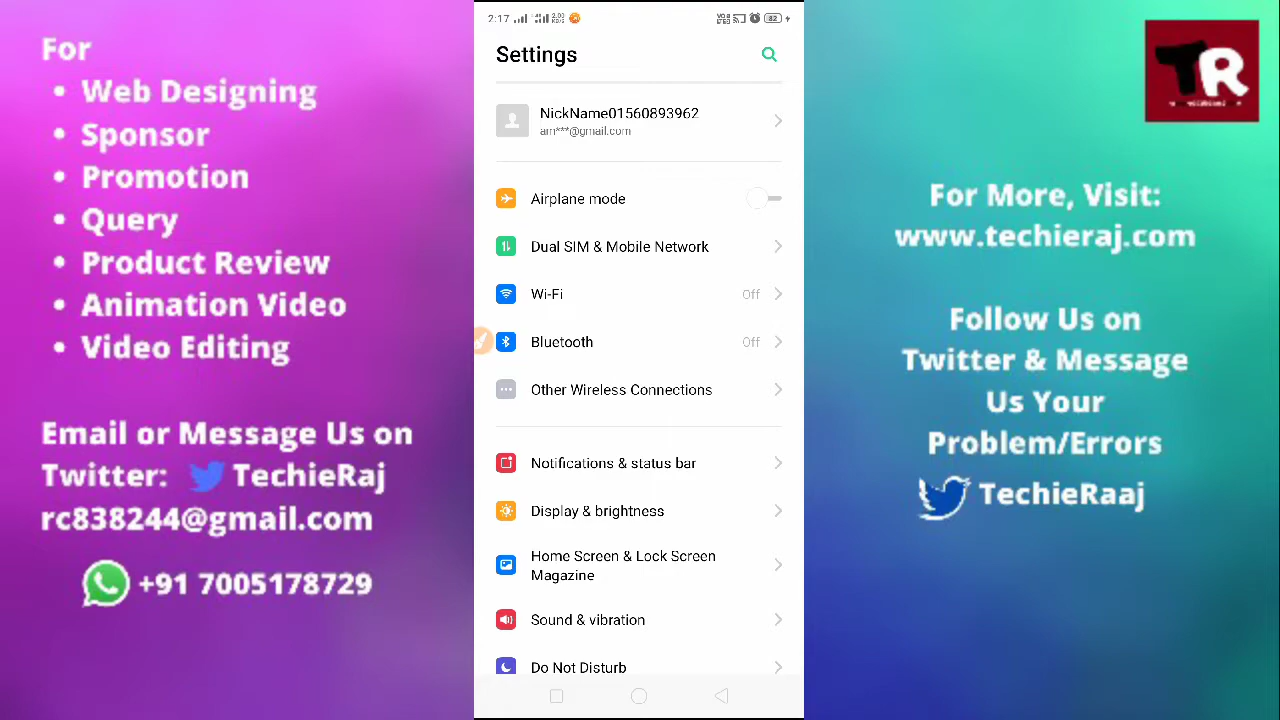 For
• Web Designing
• Sponsor
• Promotion
• Query
• Product Review
• Animation Video
• Video Editing
Email or Message Us on
Twitter: TechieRaj
rc838244@gmail.com
+91 7005178729
2:17
82
Settings
NickName01560893962
am***@gmail.com
Airplane mode
Dual SIM & Mobile Network
Wi-Fi Off
Bluetooth Off
Other Wireless Connections
Notifications & status bar
Display & brightness
Home Screen & Lock Screen
Magazine
Sound & vibration
Do Not Disturb
TR
For More, Visit:
www.techieraj.com
Follow Us on
Twitter & Message
Us Your
Problem/Errors
TechieRaaj